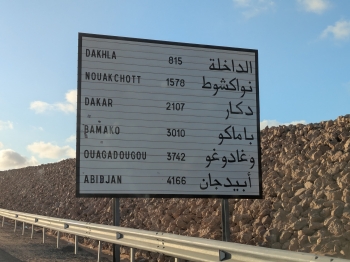 DAKHLA 815 الداخلة
NOUAKCHOTT 1578 نواكشوط
DAKAR 2107 دكار
BAMAKO 3010 باماكو
OUAGADOUGOU 3742 وغادوغو
ABIBJAN 4166 أبيدجان